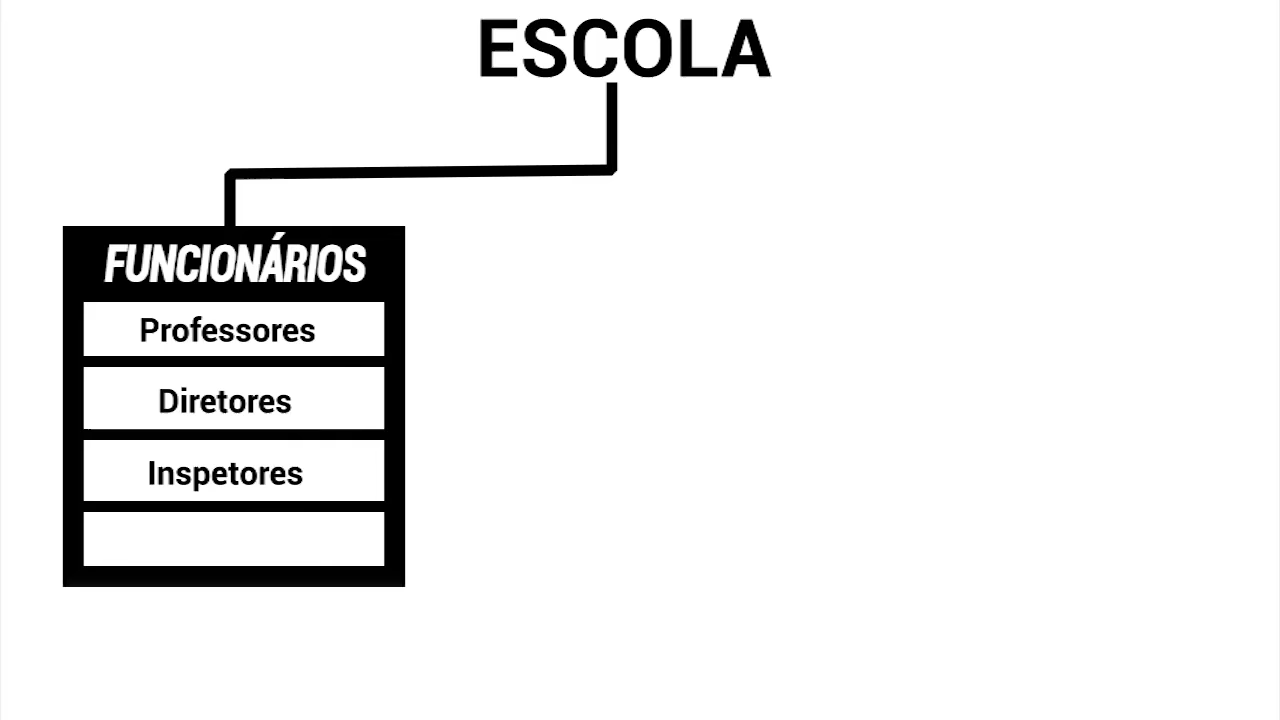 ESCOLA
FUNCIONÁRIOS
Professores
Diretores
Inspetores